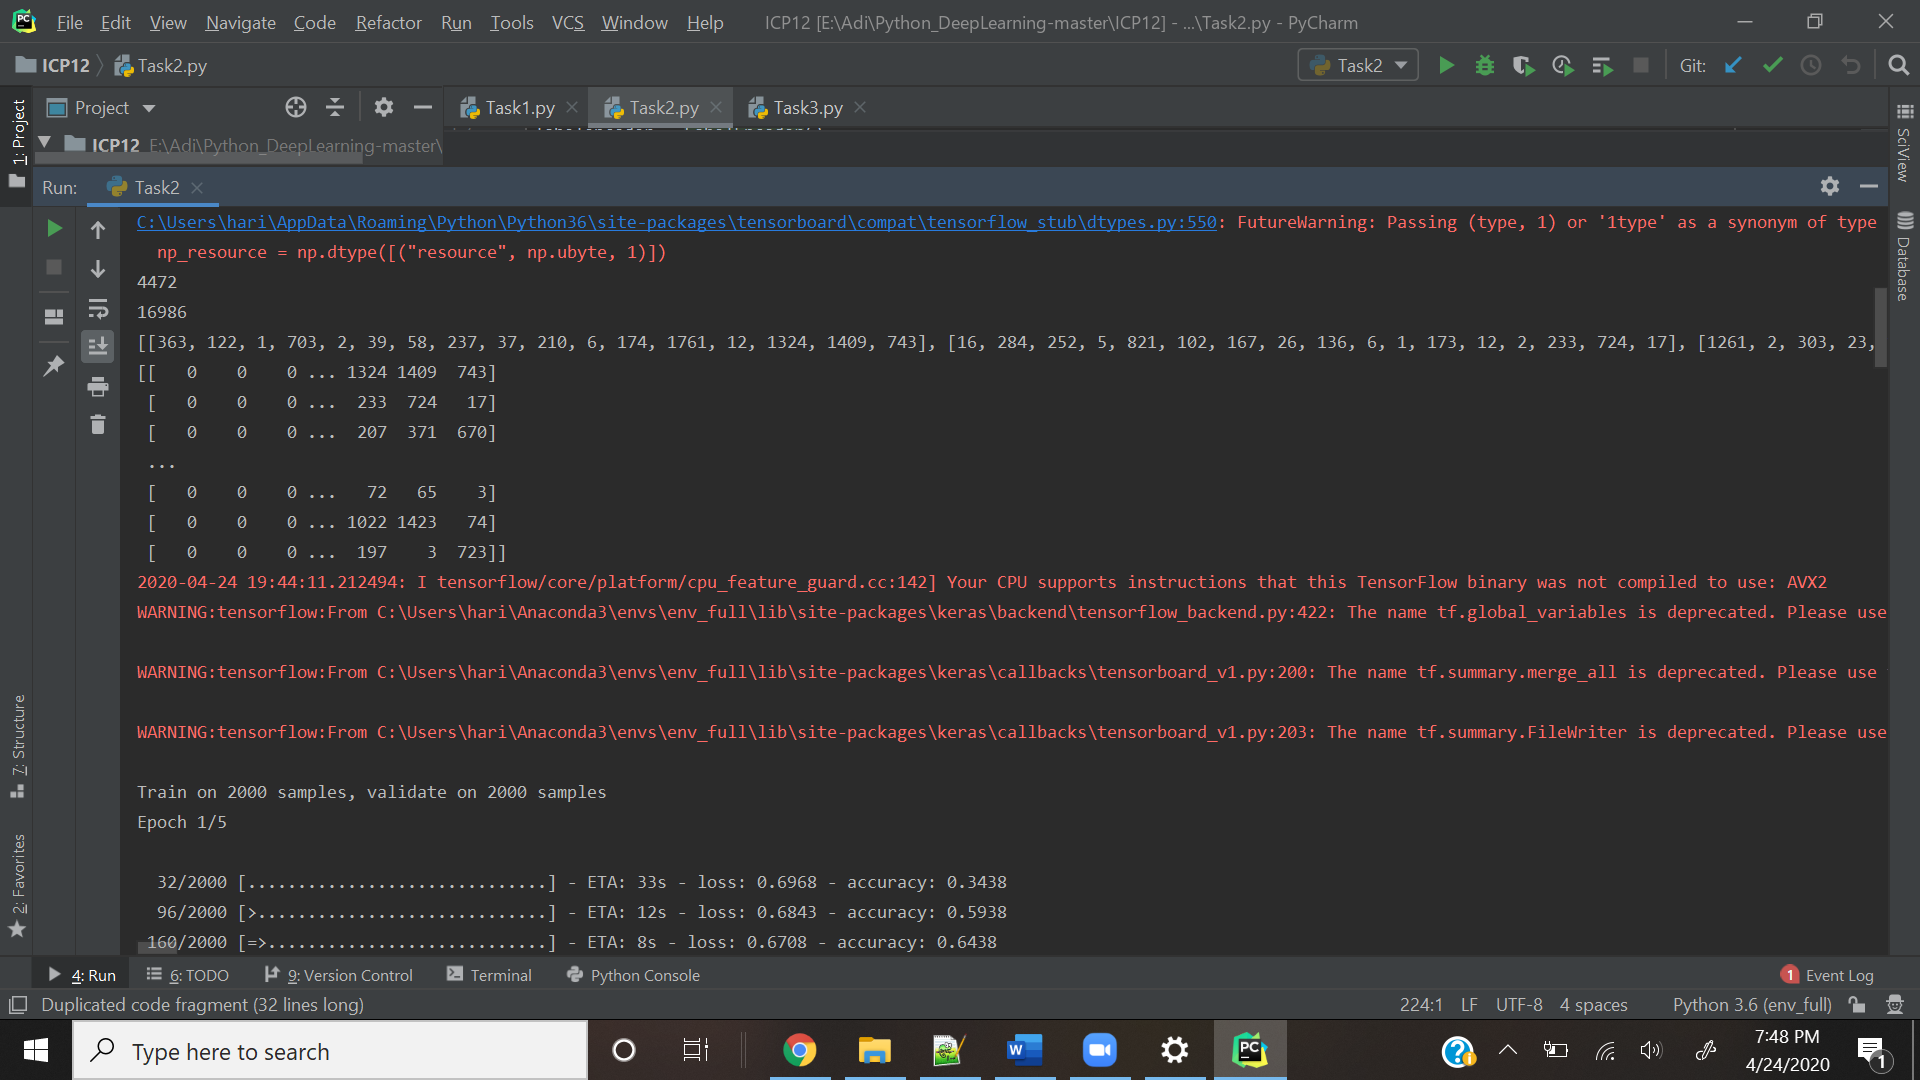 File Edit View Navigate Code Refactor Run Tools VCS Window Help ICP12 [E:\Adi\Python_DeepLearning-master\ICP12] - ...\Task2.py - PyCharm
ICP12 Task2.py Task2 Git:
Project Task1.py Task2.py Task3.py
ICP12 E:\Adi\Python_DeepLearning-master\
1: Project
SciView
Database
Run: Task2
C:\Users\hari\AppData\Roaming\Python\Python36\site-packages\tensorboard\compat\tensorflow_stub\dtypes.py:550: FutureWarning: Passing (type, 1) or '1type' as a synonym of type
np_resource = np.dtype([("resource", np.ubyte, 1)])
4472
16986
[[363, 122, 1, 703, 2, 39, 58, 237, 37, 210, 6, 174, 1761, 12, 1324, 1409, 743], [16, 284, 252, 5, 821, 102, 167, 26, 136, 6, 1, 173, 12, 2, 233, 724, 17], [1261, 2, 303, 23,
[[ 0 0 0 ... 1324 1409 743]
[ 0 0 0 ... 233 724 17]
[ 0 0 0 ... 207 371 670]
...
[ 0 0 0 ... 72 65 3]
[ 0 0 0 ... 1022 1423 74]
[ 0 0 0 ... 197 3 723]]
2020-04-24 19:44:11.212494: I tensorflow/core/platform/cpu_feature_guard.cc:142] Your CPU supports instructions that this TensorFlow binary was not compiled to use: AVX2
WARNING:tensorflow:From C:\Users\hari\Anaconda3\envs\env_full\lib\site-packages\keras\backend\tensorflow_backend.py:422: The name tf.global_variables is deprecated. Please use
WARNING:tensorflow:From C:\Users\hari\Anaconda3\envs\env_full\lib\site-packages\keras\callbacks\tensorboard_v1.py:200: The name tf.summary.merge_all is deprecated. Please use
WARNING:tensorflow:From C:\Users\hari\Anaconda3\envs\env_full\lib\site-packages\keras\callbacks\tensorboard_v1.py:203: The name tf.summary.FileWriter is deprecated. Please use
Train on 2000 samples, validate on 2000 samples
Epoch 1/5
32/2000 [..............................] - ETA: 33s - loss: 0.6968 - accuracy: 0.3438
96/2000 [>.............................] - ETA: 12s - loss: 0.6843 - accuracy: 0.5938
160/2000 [=>............................] - ETA: 8s - loss: 0.6708 - accuracy: 0.6438
7: Structure
2: Favorites
4: Run 6: TODO 9: Version Control Terminal Python Console 1 Event Log
Duplicated code fragment (32 lines long) 224:1 LF UTF-8 4 spaces Python 3.6 (env_full)
Type here to search
7:48 PM
4/24/2020
1